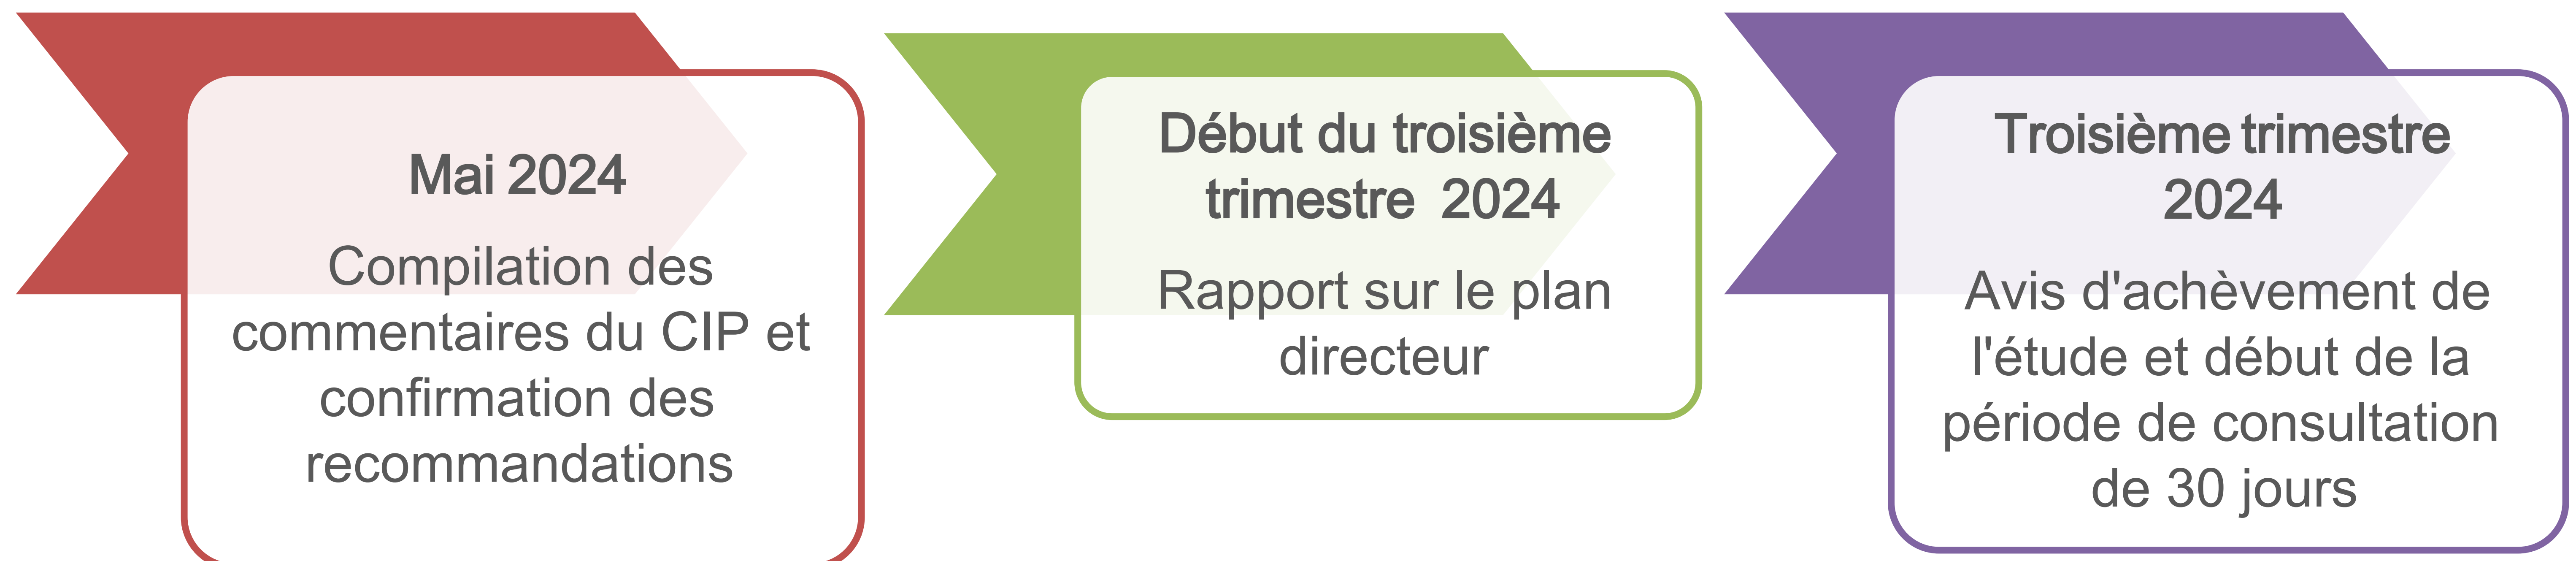 Mai 2024
Compilation des
commentaires du CIP et
confirmation des
recommandations
Début du troisième
trimestre  2024
Rapport sur le plan
directeur
Troisième trimestre
2024
Avis d'achèvement de
l'étude et début de la
période de consultation
de 30 jours